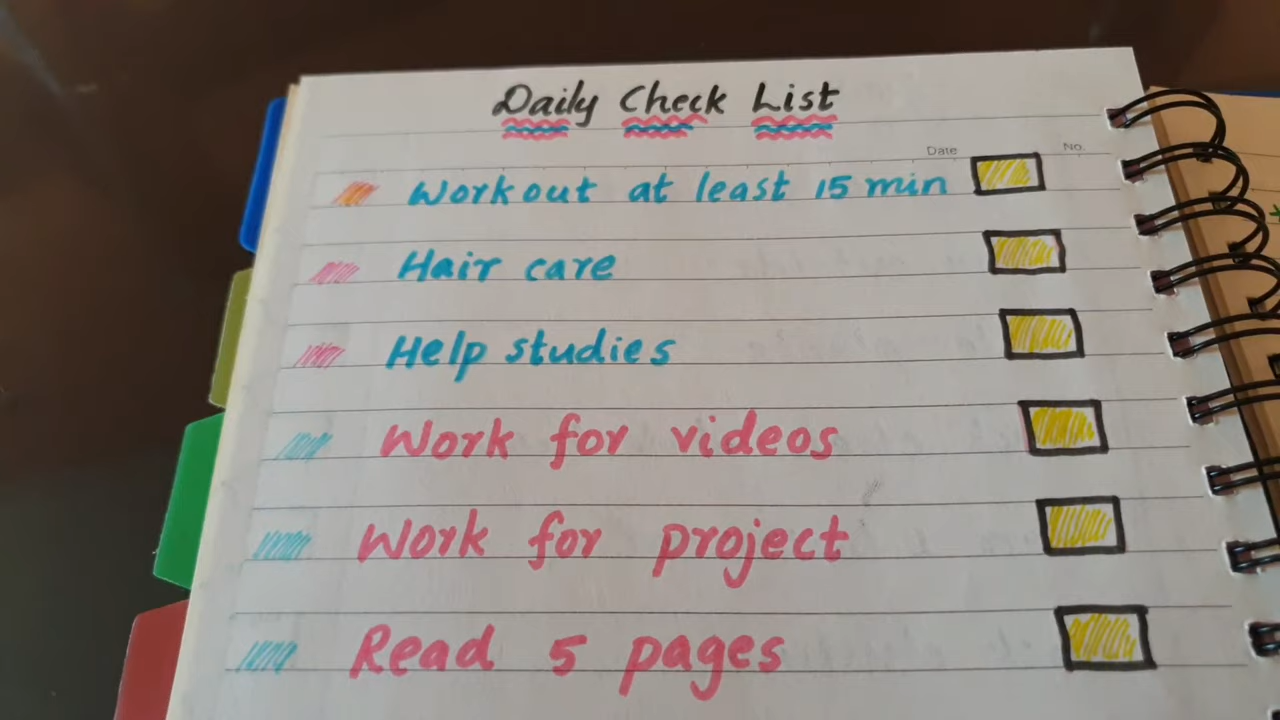 Daily Check List
Date No.
Workout at least 15 min
Hair care
Help studies
Work for videos
Work for project
Read 5 pages